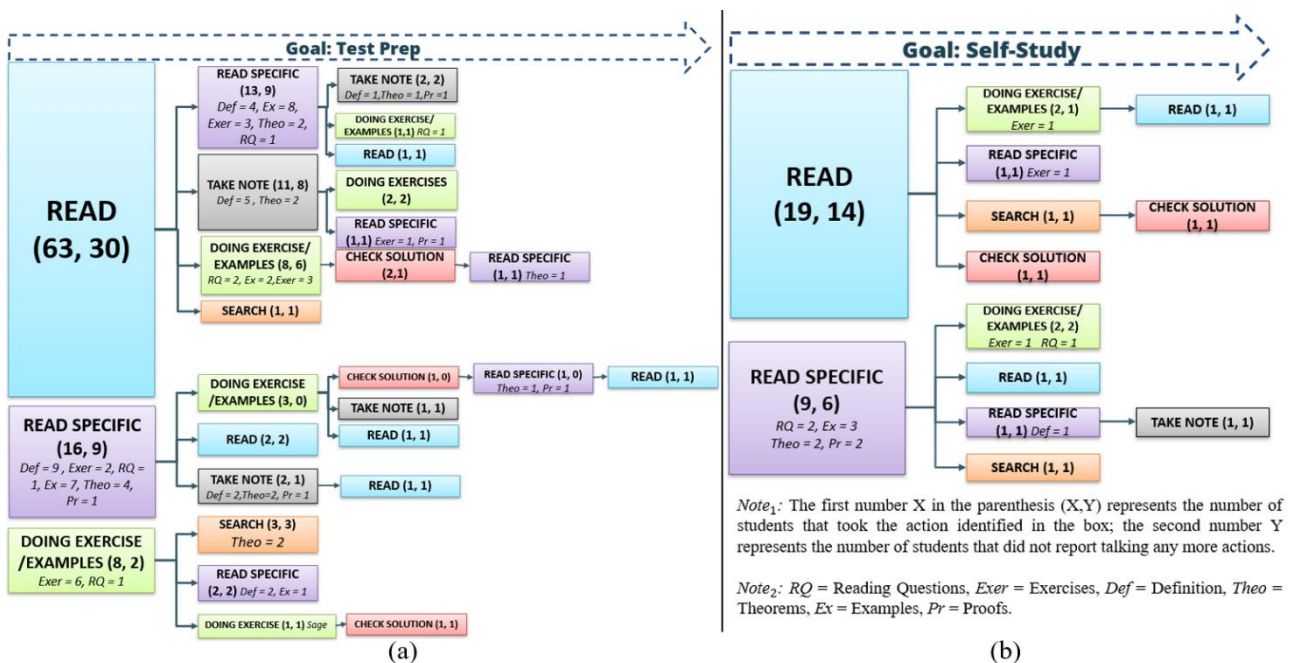 Goal: Test Prep
READ
(63, 30)
READ SPECIFIC
(13, 9)
Def = 4, Ex = 8,
Exer = 3, Theo = 2,
RQ = 1
TAKE NOTE (2, 2)
Def = 1,Theo = 1,Pr =1
DOING EXERCISE/
EXAMPLES (1,1) RQ = 1
READ (1, 1)
TAKE NOTE (11, 8)
Def = 5 , Theo = 2
DOING EXERCISES
(2, 2)
READ SPECIFIC
(1,1) Exer = 1, Pr = 1
DOING EXERCISE/
EXAMPLES (8, 6)
RQ = 2, Ex = 2,Exer = 3
CHECK SOLUTION
(2,1)
READ SPECIFIC
(1, 1) Theo = 1
SEARCH (1, 1)
READ SPECIFIC
(16, 9)
Def = 9 , Exer = 2, RQ =
1, Ex = 7, Theo = 4,
Pr = 1
DOING EXERCISE
/EXAMPLES (3, 0)
CHECK SOLUTION (1, 0)
READ SPECIFIC (1, 0)
Theo = 1, Pr = 1
READ (1, 1)
TAKE NOTE (1, 1)
READ (1, 1)
READ (2, 2)
TAKE NOTE (2, 1)
Def = 2,Theo=2, Pr = 1
READ (1, 1)
DOING EXERCISE
/EXAMPLES (8, 2)
Exer = 6, RQ = 1
SEARCH (3, 3)
Theo = 2
READ SPECIFIC
(2, 2) Def = 2, Ex = 1
DOING EXERCISE (1, 1) Sage
CHECK SOLUTION (1, 1)
(a)
Goal: Self-Study
READ
(19, 14)
DOING EXERCISE/
EXAMPLES (2, 1)
Exer = 1
READ (1, 1)
READ SPECIFIC
(1,1) Exer = 1
SEARCH (1, 1)
CHECK SOLUTION
(1, 1)
CHECK SOLUTION
(1, 1)
READ SPECIFIC
(9, 6)
RQ = 2, Ex = 3
Theo = 2, Pr = 2
DOING EXERCISE/
EXAMPLES (2, 2)
Exer = 1 RQ = 1
READ (1, 1)
READ SPECIFIC
(1, 1) Def = 1
TAKE NOTE (1, 1)
SEARCH (1, 1)
Note1: The first number X in the parenthesis (X,Y) represents the number of
students that took the action identified in the box; the second number Y
represents the number of students that did not report talking any more actions.
Note2: RQ = Reading Questions, Exer = Exercises, Def = Definition, Theo =
Theorems, Ex = Examples, Pr = Proofs.
(b)